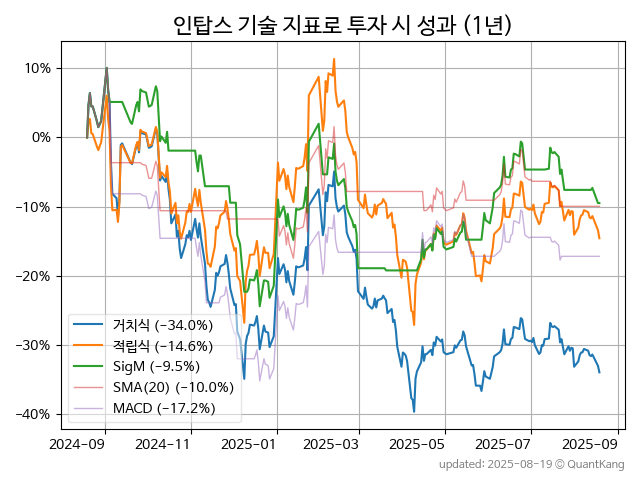 인탑스 기술 지표로 투자 시 성과 (1년)
10%
0%
−10%
−20%
−30%
−40%
거치식 (−34.0%)
적립식 (−14.6%)
SigM (−9.5%)
SMA(20) (−10.0%)
MACD (−17.2%)
2024-09
2024-11
2025-01
2025-03
2025-05
2025-07
2025-09
updated: 2025-08-19 © QuantKang